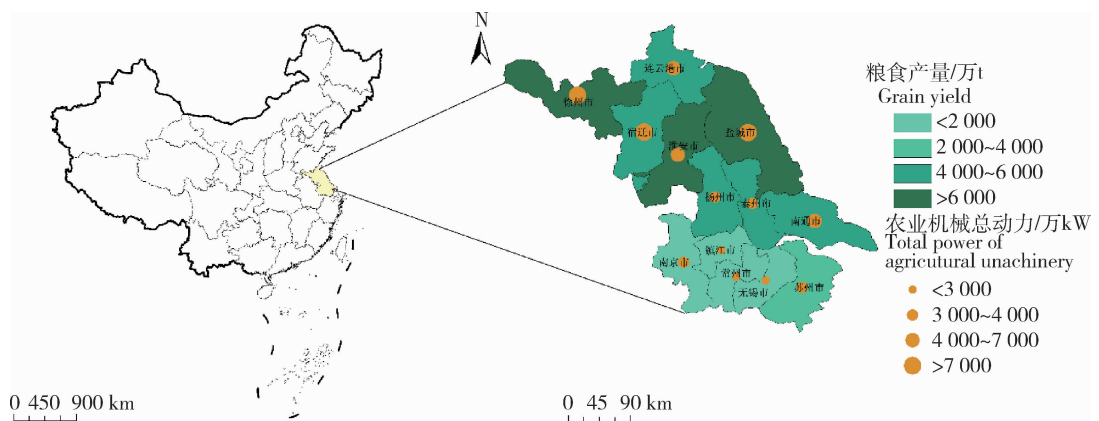 N
连云港市
徐州市
宿迁市
淮安市
盐城市
扬州市
泰州市
南通市
镇江市
南京市
常州市
无锡市
苏州市
粮食产量/万t
Grain yield
<2 000
2 000~4 000
4 000~6 000
>6 000
农业机械总动力/万kW
Total power of
agricutural unachinery
<3 000
3 000~4 000
4 000~7 000
>7 000
0 450 900 km
0 45 90 km